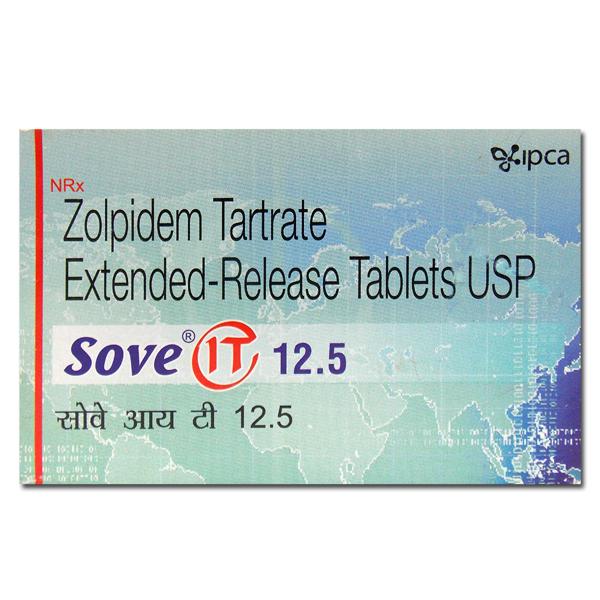 ipca
NRx
Zolpidem Tartrate
Extended-Release Tablets USP
Sove® IT 12.5
सोवे आय टी 12.5